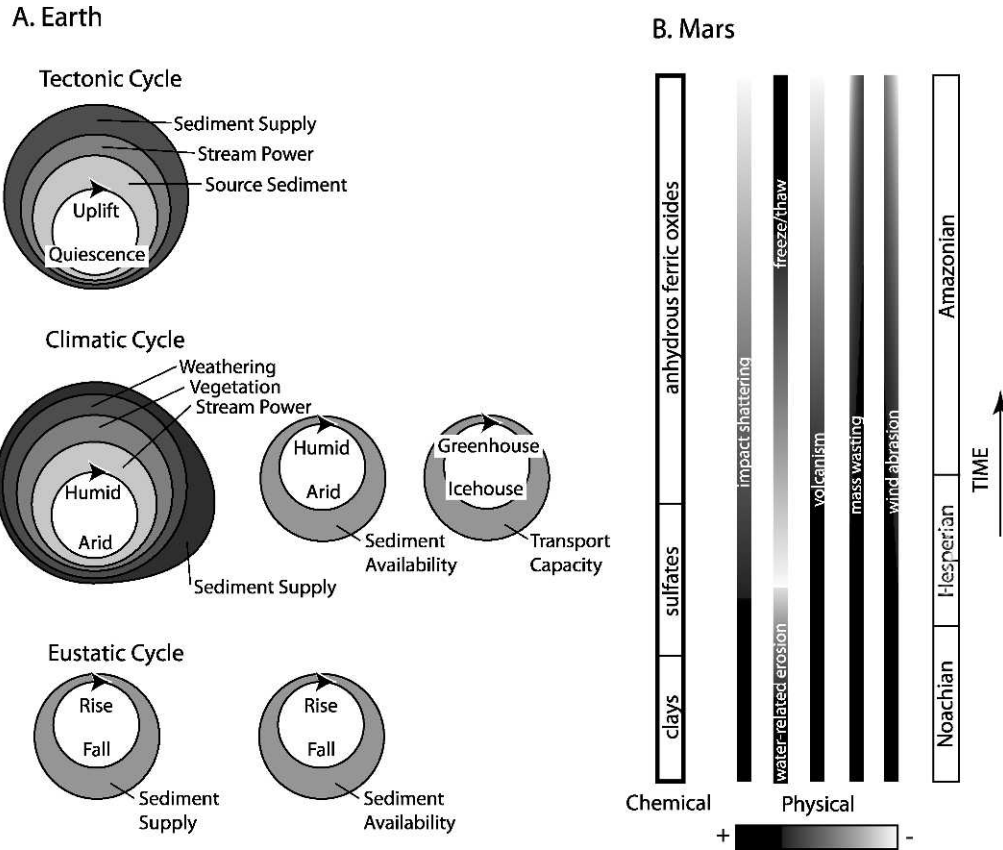 A. Earth
Tectonic Cycle
Sediment Supply
Stream Power
Source Sediment
Uplift
Quiescence
Climatic Cycle
Weathering
Vegetation
Stream Power
Humid
Arid
Sediment Supply
Humid
Arid
Sediment
Availability
Greenhouse
Icehouse
Transport
Capacity
Eustatic Cycle
Rise
Fall
Sediment
Supply
Rise
Fall
Sediment
Availability
B. Mars
anhydrous ferric oxides
sulfates
clays
impact shattering
freeze/thaw
water-related erosion
volcanism
mass wasting
wind abrasion
Amazonian
Hesperian
Noachian
TIME
Chemical
Physical
+
-